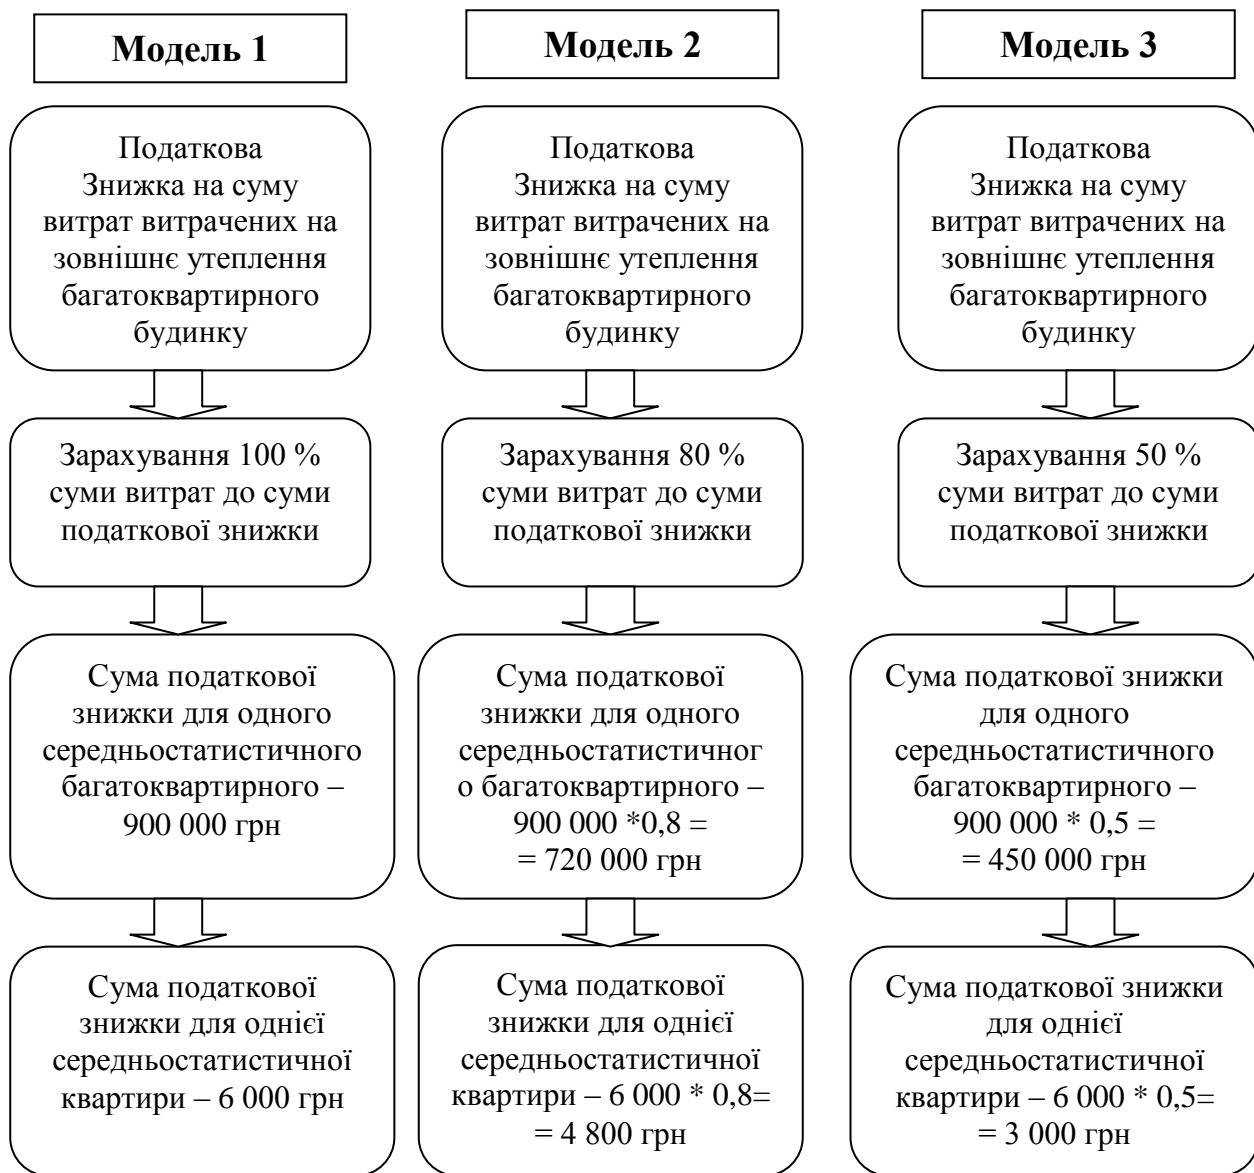 Модель 1
Податкова
Знижка на суму
витрат витрачених на
зовнішнє утеплення
багатоквартирного
будинку
Зарахування 100 %
суми витрат до суми
податкової знижки
Сума податкової
знижки для одного
середньостатистичного
багатоквартирного –
900 000 грн
Сума податкової
знижки для однієї
середньостатистичної
квартири – 6 000 грн
Модель 2
Податкова
Знижка на суму
витрат витрачених на
зовнішнє утеплення
багатоквартирного
будинку
Зарахування 80 %
суми витрат до суми
податкової знижки
Сума податкової
знижки для одного
середньостатистичног
о багатоквартирного –
900 000 *0,8 =
= 720 000 грн
Сума податкової
знижки для однієї
середньостатистичної
квартири – 6 000 * 0,8=
= 4 800 грн
Модель 3
Податкова
Знижка на суму
витрат витрачених на
зовнішнє утеплення
багатоквартирного
будинку
Зарахування 50 %
суми витрат до суми
податкової знижки
Сума податкової знижки
для одного
середньостатистичного
багатоквартирного –
900 000 * 0,5 =
= 450 000 грн
Сума податкової знижки
для однієї
середньостатистичної
квартири – 6 000 * 0,5=
= 3 000 грн